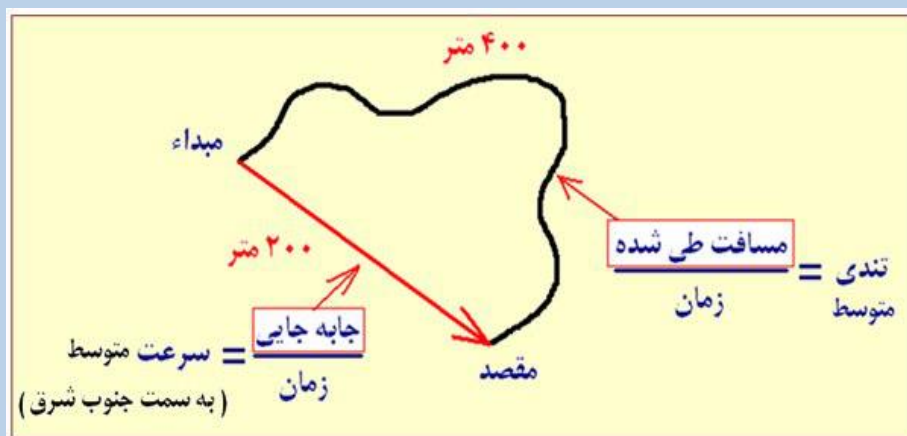 ۴۰۰ متر
مبداء
۲۰۰ متر
تندی متوسط = مسافت طی شده / زمان
سرعت متوسط = جابه جایی / زمان
(به سمت جنوب شرق)
مقصد